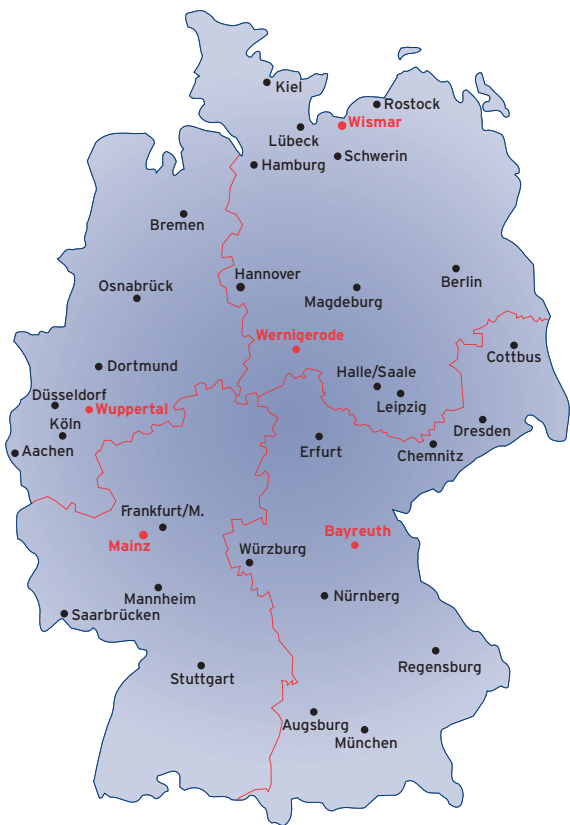 Kiel
Rostock
Wismar
Lübeck
Schwerin
Hamburg
Bremen
Hannover
Berlin
Osnabrück
Magdeburg
Wernigerode
Cottbus
Dortmund
Halle/Saale
Düsseldorf
Leipzig
Wuppertal
Köln
Dresden
Aachen
Erfurt
Chemnitz
Frankfurt/M.
Bayreuth
Mainz
Würzburg
Mannheim
Nürnberg
Saarbrücken
Regensburg
Stuttgart
Augsburg
München